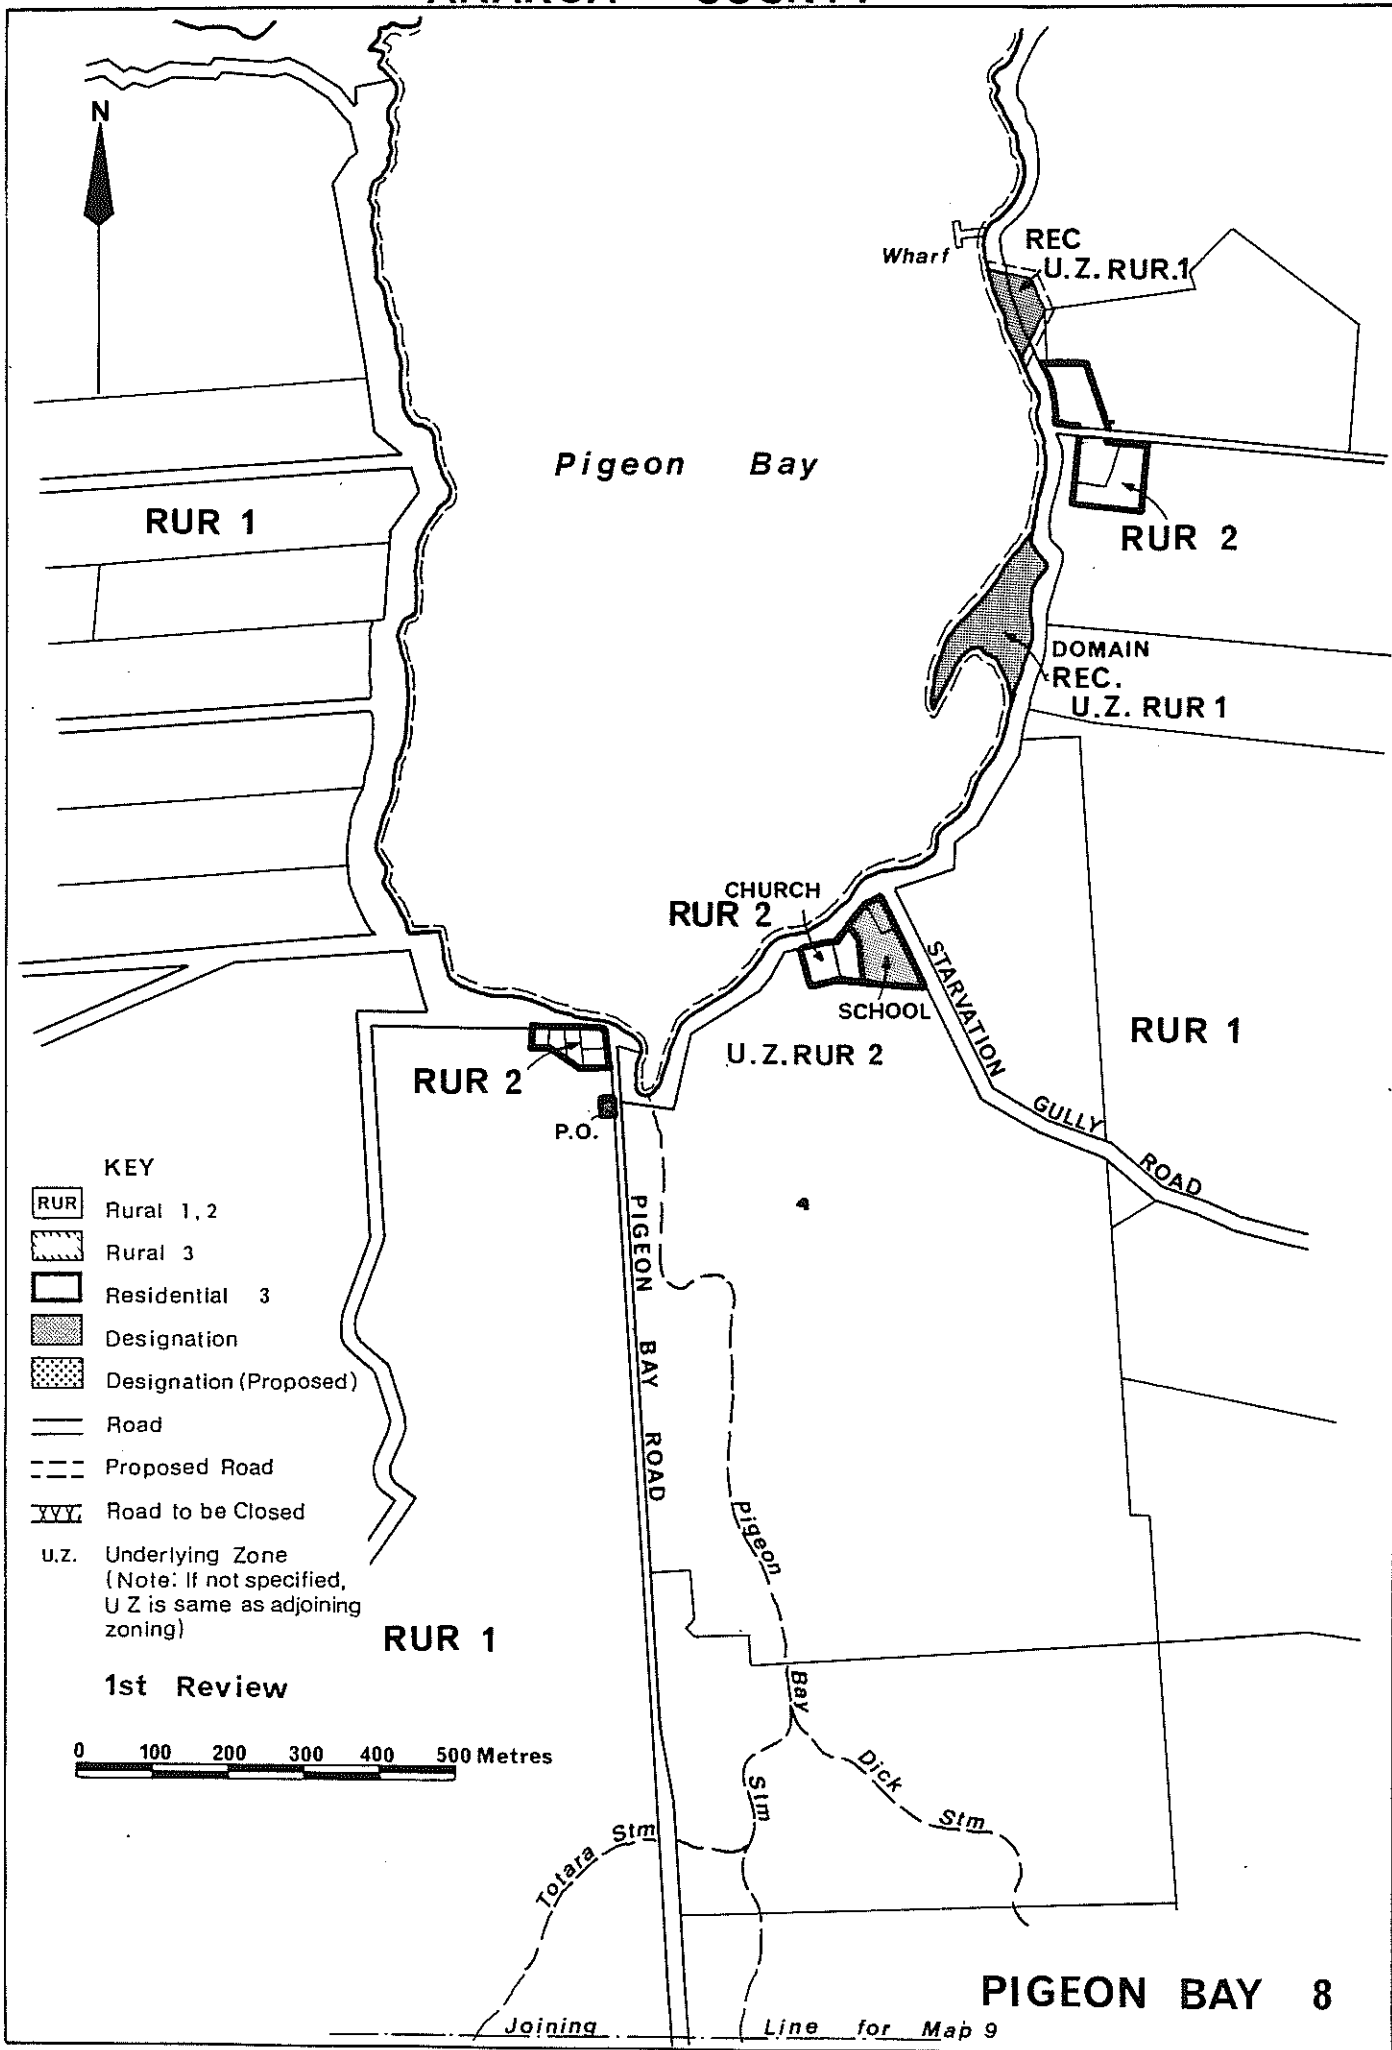 N
Wharf
REC
U.Z. RUR.1
Pigeon Bay
RUR 1
RUR 2
DOMAIN
REC.
U.Z. RUR 1
CHURCH
RUR 2
SCHOOL
STARVATION
GULLY
ROAD
RUR 1
U.Z. RUR 2
RUR 2
P.O.
PIGEON BAY ROAD
KEY
RUR Rural 1, 2
Rural 3
Residential 3
Designation
Designation (Proposed)
Road
Proposed Road
Road to be Closed
U.Z. Underlying Zone
(Note: If not specified,
U Z is same as adjoining
zoning)
RUR 1
1st Review
0 100 200 300 400 500 Metres
Pigeon
Bay
Stm
Dick
Stm
Totara Stm
PIGEON BAY 8
Joining Line for Map 9